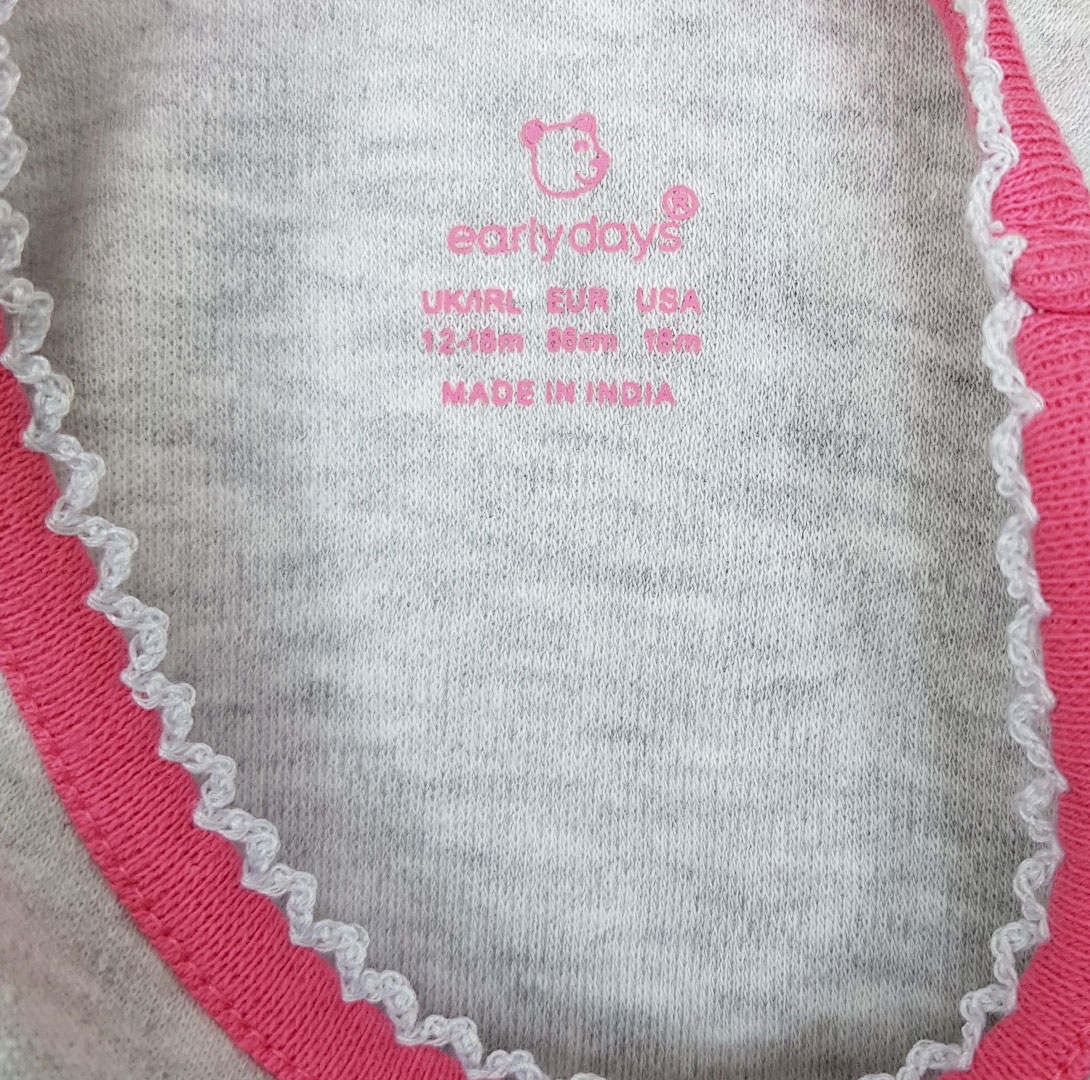 earlydays®
UK/IRL EUR USA
12-18m 86cm 18m
MADE IN INDIA